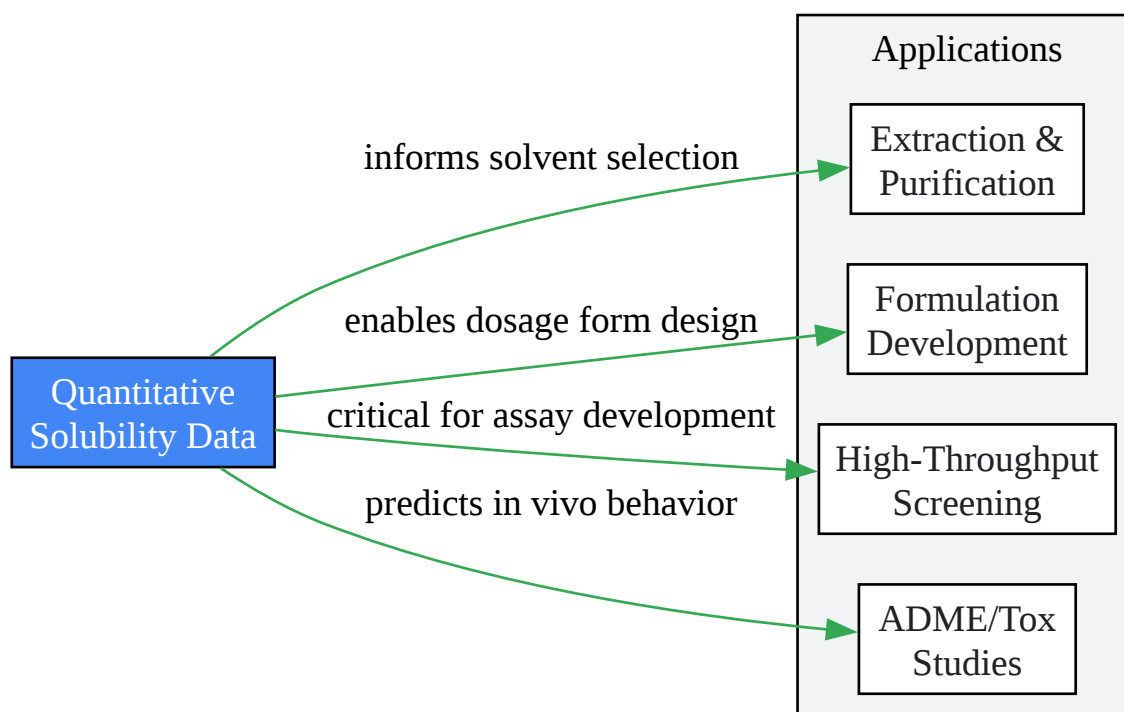 Applications
informs solvent selection
Extraction &
Purification
enables dosage form design
Formulation
Development
Quantitative
Solubility Data
critical for assay development
High-Throughput
Screening
predicts in vivo behavior
ADME/Tox
Studies